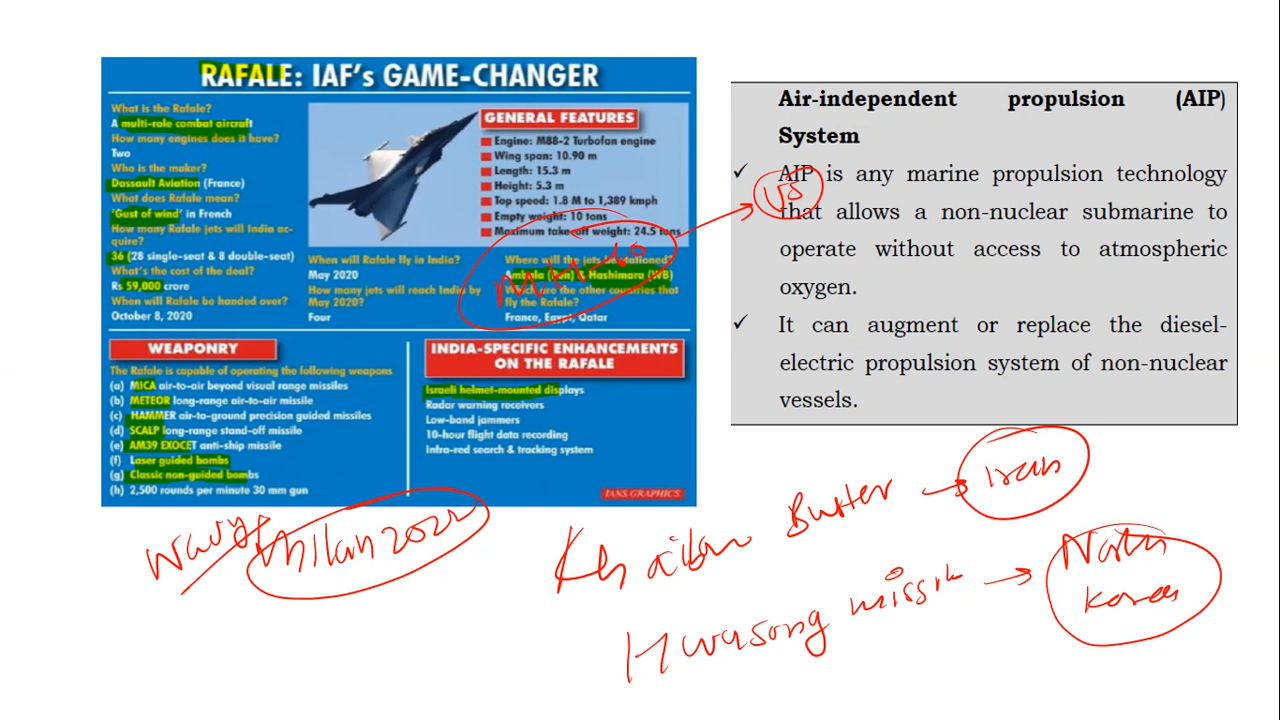 RAFALE: IAF's GAME-CHANGER
What is the Rafale?
A multi-role combat aircraft
How many engines does it have?
Two
Who is the maker?
Dassault Aviation (France)
What does Rafale mean?
'Gust of wind' in French
How many Rafale jets will India ac-
quire?
36 (28 single-seat & 8 double-seat)
What's the cost of the deal?
Rs 59,000 crore
When will Rafale be handed over?
October 8, 2020
GENERAL FEATURES
Engine: M88-2 Turbofan engine
Wing span: 10.90 m
Length: 15.3 m
Height: 5.3 m
Top speed: 1.8 M to 1,389 kmph
Empty weight: 10 tons
Maximum take-off weight: 24.5 tons
When will Rafale fly in India?
May 2020
How many jets will reach India by
May 2020?
Four
Where will the jets be stationed?
Ambala (Pun) & Hashimara (WB)
Which are the other countries that
fly the Rafale?
France, Egypt, Qatar
MH-60
US
WEAPONRY
The Rafale is capable of operating the following weapons
(a) MICA air-to-air beyond visual range missiles
(b) METEOR long-range air-to-air missile
(c) HAMMER air-to-ground precision guided missiles
(d) SCALP long-range stand-off missile
(e) AM39 EXOCET anti-ship missile
(f) Laser guided bombs
(g) Classic non-guided bombs
(h) 2,500 rounds per minute 30 mm gun
INDIA-SPECIFIC ENHANCEMENTS
ON THE RAFALE
Israeli helmet-mounted displays
Radar warning receivers
Low-band jammers
10-hour flight data recording
Infra-red search & tracking system
IANS GRAPHICS
Air-independent propulsion (AIP)
System
✓ AIP is any marine propulsion technology
that allows a non-nuclear submarine to
operate without access to atmospheric
oxygen.
✓ It can augment or replace the diesel-
electric propulsion system of non-nuclear
vessels.
Navy Milan 2022
Khaiban Buster → Iran
Hwasong missile → North
Korea